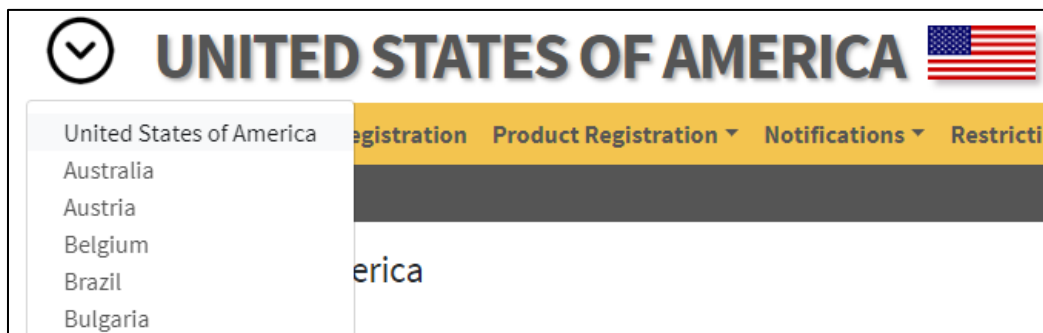 UNITED STATES OF AMERICA
United States of America
Australia
Austria
Belgium
Brazil
Bulgaria
egistration Product Registration Notifications Restricti
erica